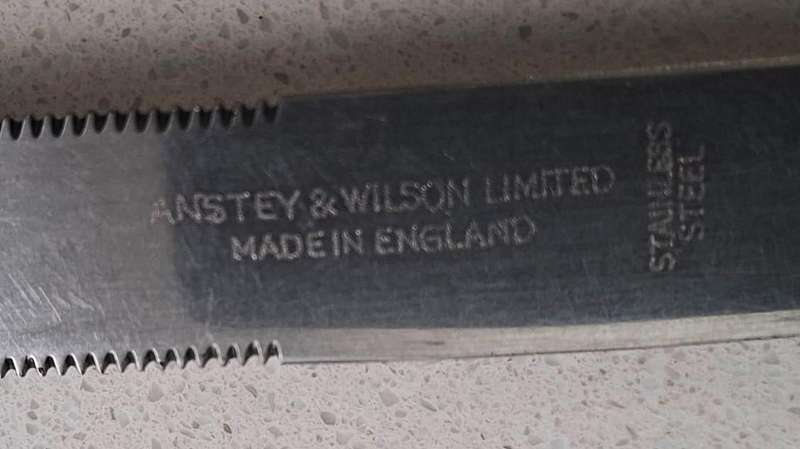 ANSTEY & WILSON LIMITED
MADE IN ENGLAND
STAINLESS
STEEL